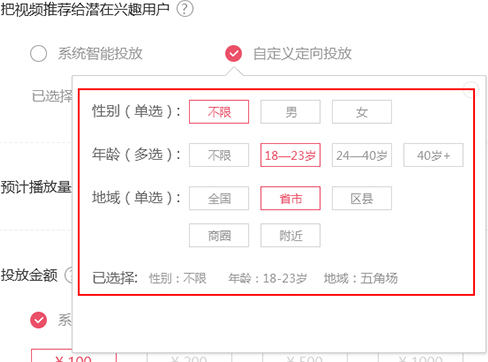 把视频推荐给潜在兴趣用户 ?
系统智能投放 自定义定向投放
已选择
性别（单选）： 不限 男 女
年龄（多选）： 不限 18—23岁 24—40岁 40岁+
预计播放量
地域（单选）： 全国 省市 区县
商圈 附近
投放金额
已选择: 性别：不限 年龄：18-23岁 地域：五角场
系
¥ 100 ¥ 200 ¥ 500 ¥ 1000